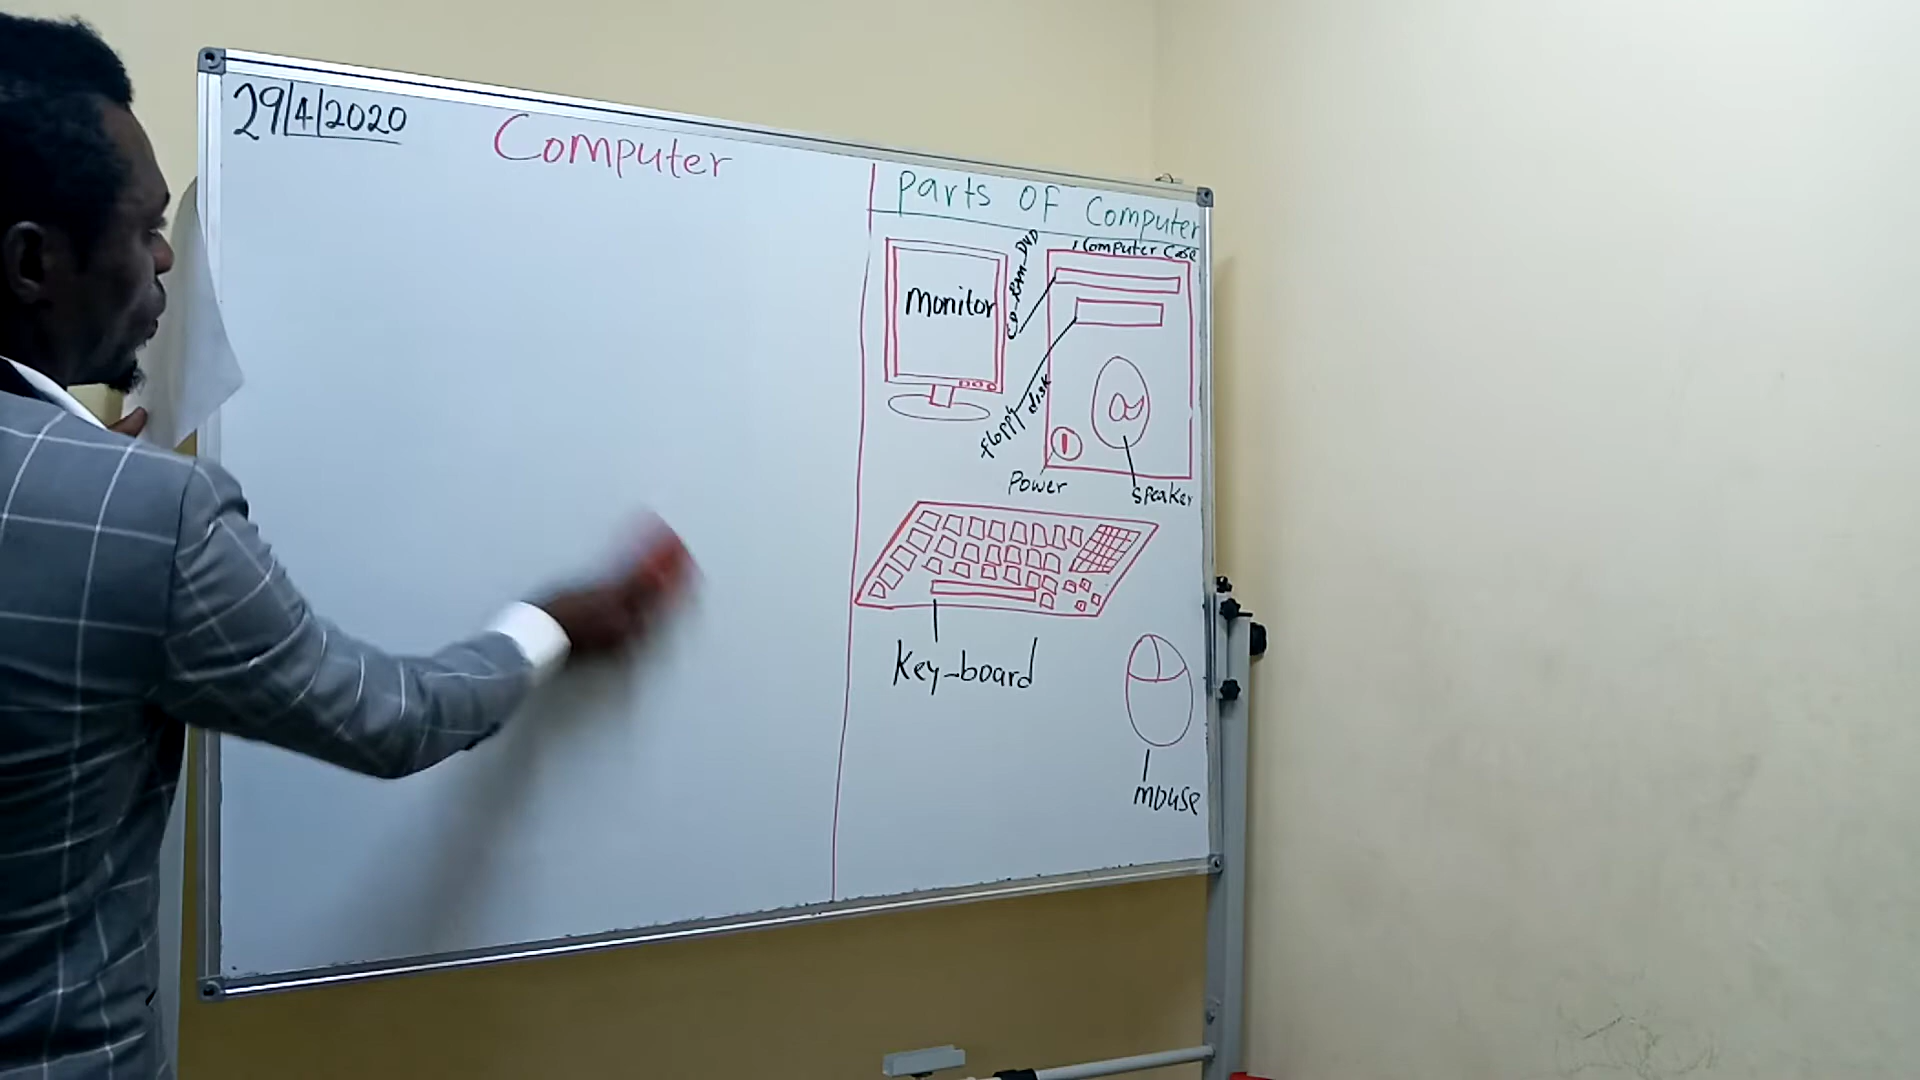 29/4/2020
Computer
Parts OF Computer
Computer Case
CD-Rom-DVD
Monitor
Floppy disk
Power
Speaker
Key-board
Mouse